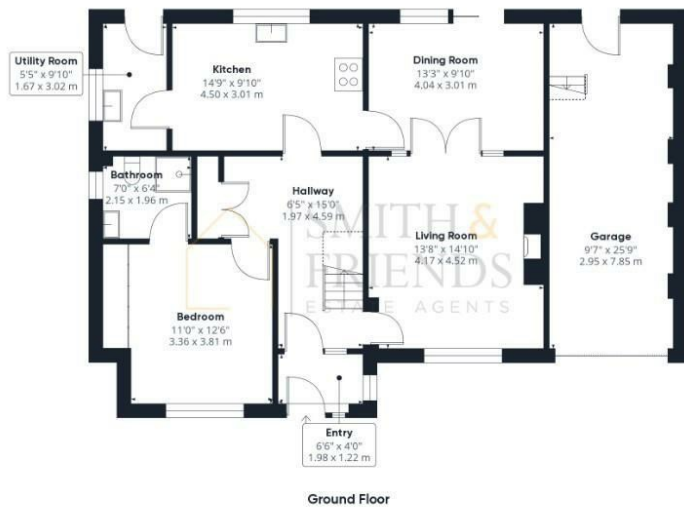 Utility Room
5'5" x 9'10"
1.67 x 3.02 m
Kitchen
14'9" x 9'10"
4.50 x 3.01 m
Dining Room
13'3" x 9'10"
4.04 x 3.01 m
Bathroom
7'0" x 6'4"
2.15 x 1.96 m
Hallway
6'5" x 15'0"
1.97 x 4.59 m
Living Room
13'8" x 14'10"
4.17 x 4.52 m
Garage
9'7" x 25'9"
2.95 x 7.85 m
SMITH &
FRIENDS
ESTATE AGENTS
Bedroom
11'0" x 12'6"
3.36 x 3.81 m
Entry
6'6" x 4'0"
1.98 x 1.22 m
Ground Floor